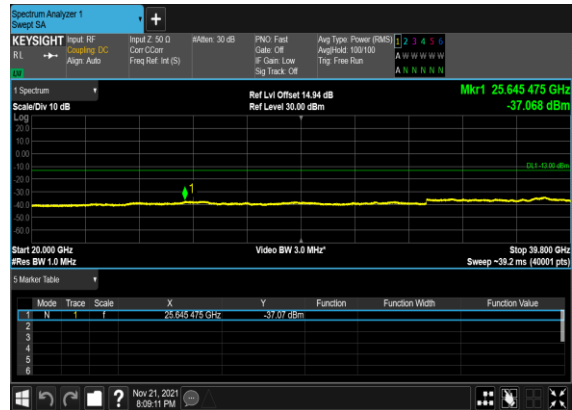 Spectrum Analyzer 1
Swept SA
KEYSIGHT Input: RF Input Z: 50 Ω #Atten: 30 dB PNO: Fast Avg Type: Power (RMS) 1 2 3 4 5 6
RL Coupling: DC Corr CCorr Gate: Off Avg|Hold: 100/100 A W W W W W
Align: Auto Freq Ref: Int (S) IF Gain: Low Trig: Free Run
Sig Track: Off A N N N N N
1 Spectrum Ref Lvl Offset 14.94 dB Mkr1 25.645 475 GHz
Scale/Div 10 dB Ref Level 30.00 dBm -37.068 dBm
Log
20.0
10.0
0.00
-10.0
DL1 -13.00 dBm
-20.0
-30.0
1
-40.0
-50.0
-60.0
Start 20.000 GHz Video BW 3.0 MHz* Stop 39.800 GHz
#Res BW 1.0 MHz Sweep ~39.2 ms (40001 pts)
5 Marker Table
Mode Trace Scale X Y Function Function Width Function Value
1 N 1 f 25.645 475 GHz -37.07 dBm
2
3
4
5
6
? Nov 21, 2021
8:09:11 PM